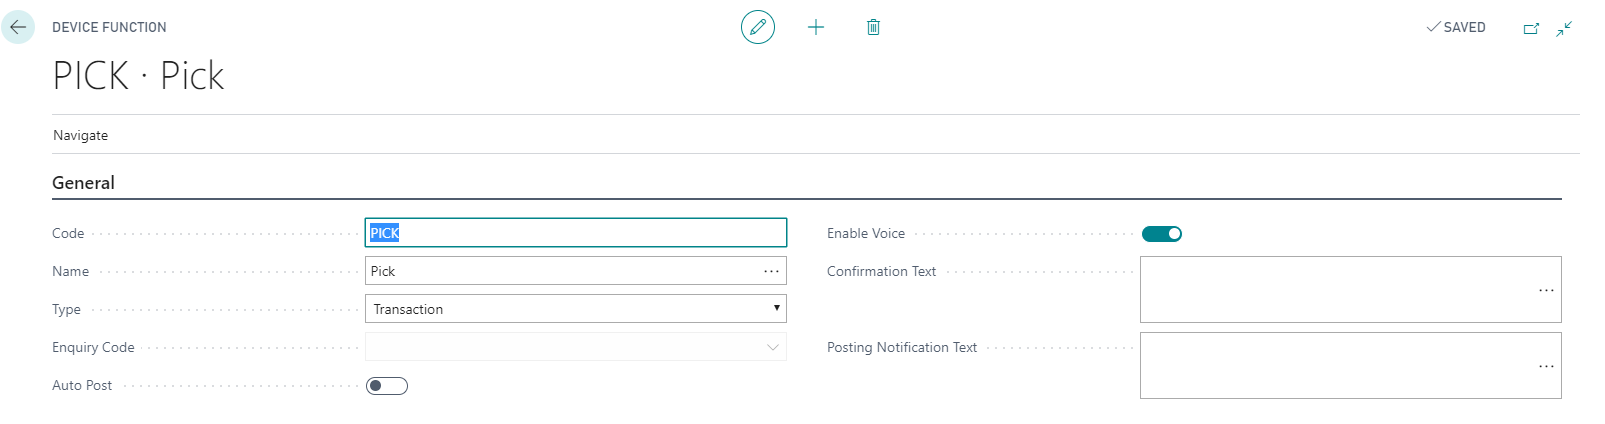 DEVICE FUNCTION
SAVED
PICK · Pick
Navigate
General
Code
PICK
Enable Voice
Name
Pick
...
Confirmation Text
...
Type
Transaction
Enquiry Code
Posting Notification Text
...
Auto Post